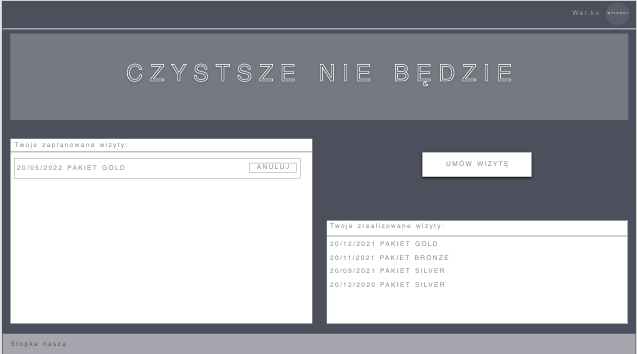 Wer.ko
WYLOGUJ
CZYSTSZE NIE BĘDZIE
Twoje zaplanowane wizyty:
20/05/2022 PAKIET GOLD
ANULUJ
UMÓW WIZYTĘ
Twoje zrealizowane wizyty:
20/12/2021 PAKIET GOLD
20/11/2021 PAKIET BRONZE
20/09/2021 PAKIET SILVER
20/12/2020 PAKIET SILVER
Stopka nasza